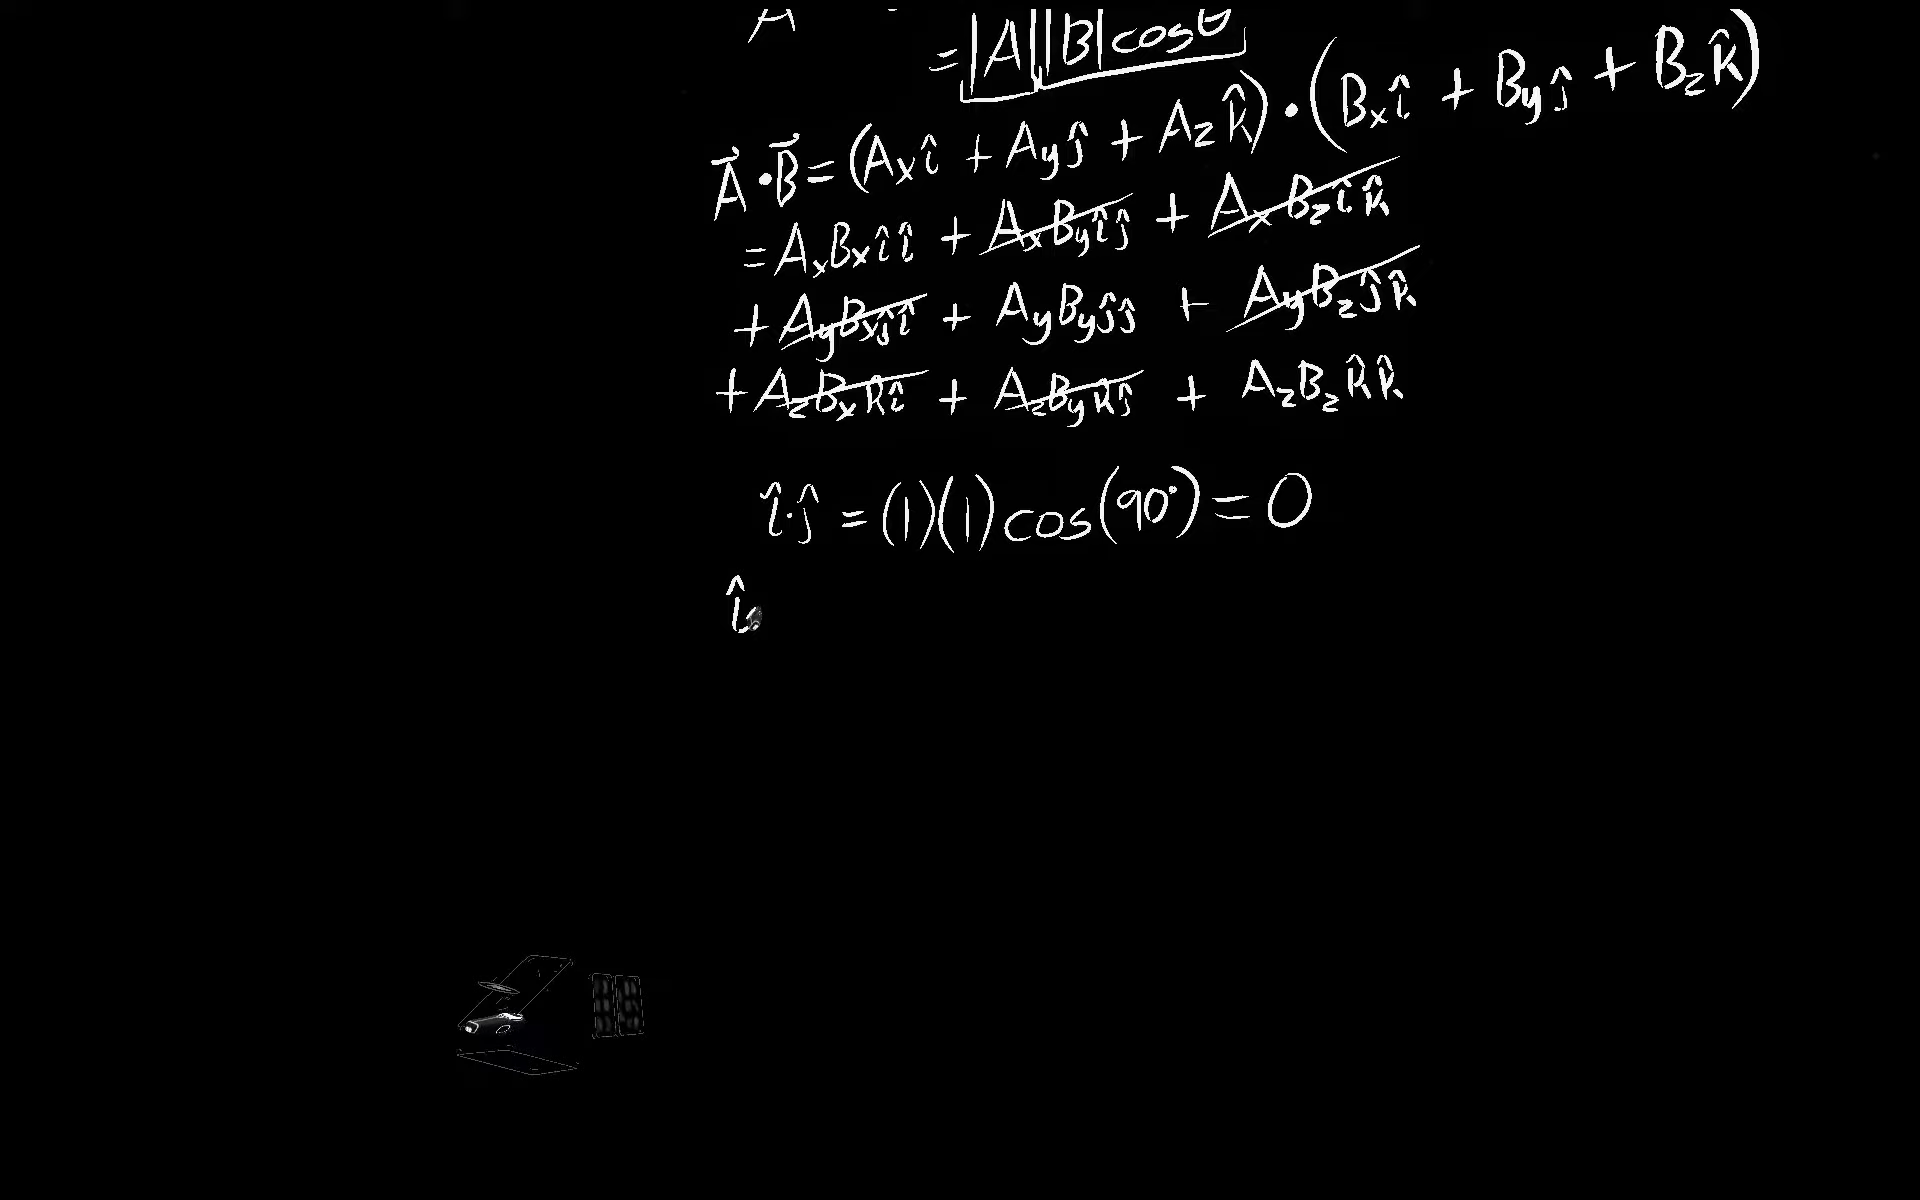 A
= |A||B| cosθ
A⃗ • B⃗ = (Axî + Ayĵ + Azk̂) • (Bxî + Byĵ + Bzk̂)
= AxBxîî + AxByîĵ + AxBzîk̂
+ AyBxĵî + AyByĵĵ + AyBzĵk̂
+ AzBxk̂î + AzByk̂ĵ + AzBzk̂k̂
î·ĵ = (1)(1)cos(90°) = 0
î